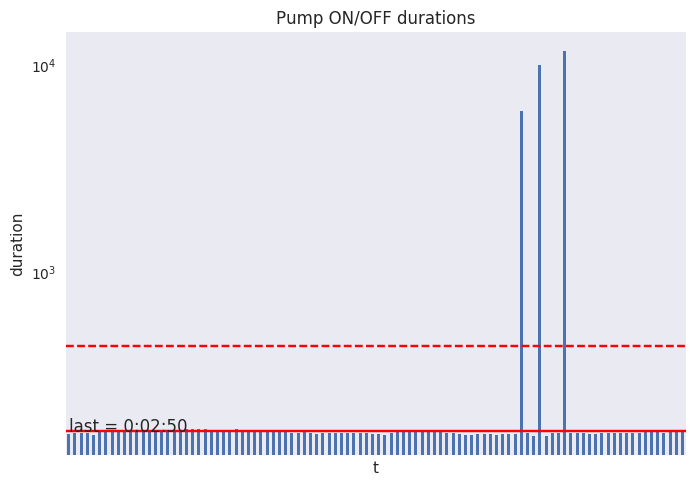 Pump ON/OFF durations
10⁴
10³
duration
last = 0:02:50
t